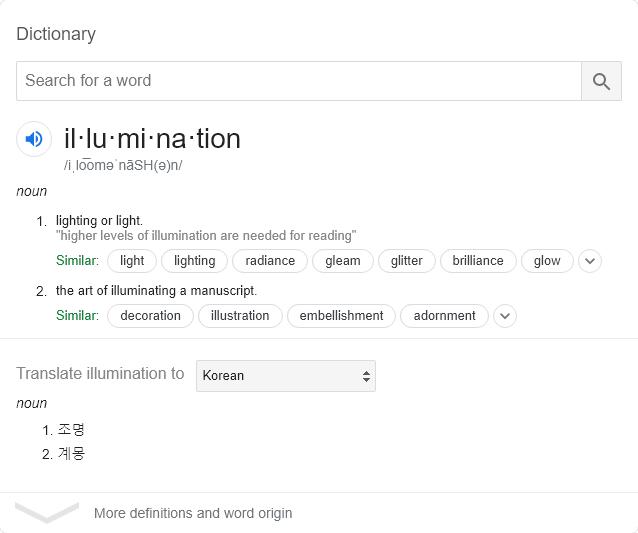 Dictionary
Search for a word
il·lu·mi·na·tion
/iˌlo͞oməˈnāSH(ə)n/
noun
1. lighting or light.
"higher levels of illumination are needed for reading"
Similar: light lighting radiance gleam glitter brilliance glow
2. the art of illuminating a manuscript.
Similar: decoration illustration embellishment adornment
Translate illumination to Korean
noun
1. 조명
2. 계몽
More definitions and word origin